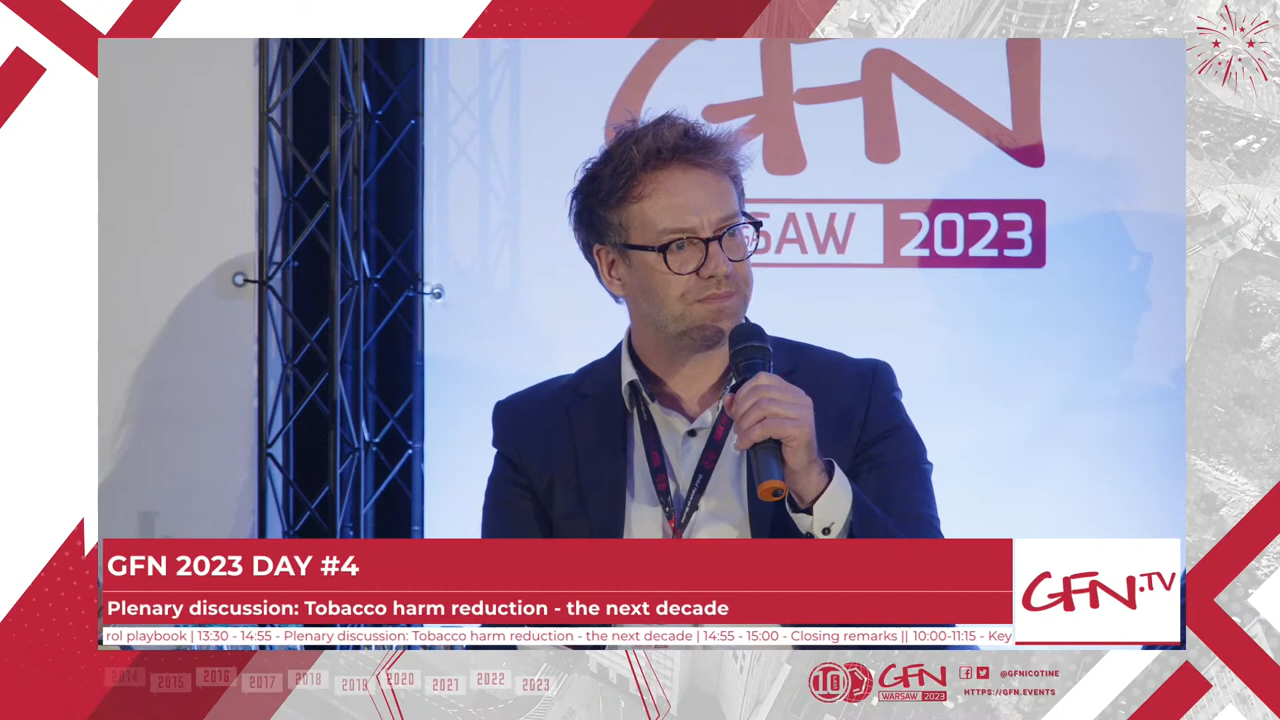 GFN
SAW 2023
GFN 2023 DAY #4
GFN.TV
Plenary discussion: Tobacco harm reduction - the next decade
rol playbook | 13:30 - 14:55 - Plenary discussion: Tobacco harm reduction - the next decade | 14:55 - 15:00 - Closing remarks || 10:00-11:15 - Key
2014 2015 2016 2017 2018 2019 2020 2021 2022 2023
10 GFN @GFNICOTINE
WARSAW 2023 HTTPS://GFN.EVENTS